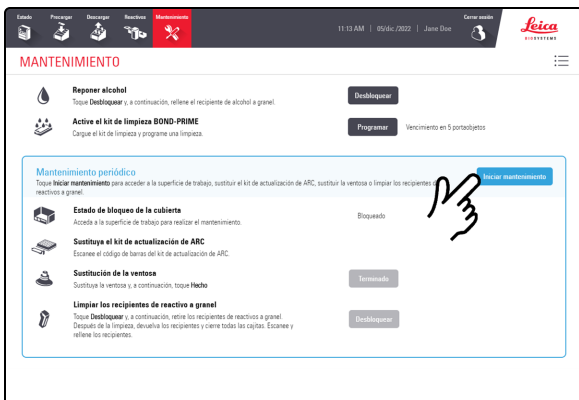 Estado Precargar Descargar Reactivos Mantenimiento
11:13 AM | 05/dic./2022 | Jane Doe
Cerrar sesión
Leica
BIOSYSTEMS
MANTENIMIENTO
Reponer alcohol
Toque Desbloquear y, a continuación, rellene el recipiente de alcohol a granel.
Desbloquear
Active el kit de limpieza BOND-PRIME
Cargue el kit de limpieza y programe una limpieza.
Programar
Vencimiento en 5 portaobjetos
Mantenimiento periódico
Toque Iniciar mantenimiento para acceder a la superficie de trabajo, sustituir el kit de actualización de ARC, sustituir la ventosa o limpiar los recipientes de
reactivos a granel.
Iniciar mantenimiento
Estado de bloqueo de la cubierta
Acceda a la superficie de trabajo para realizar el mantenimiento.
Bloqueado
Sustituya el kit de actualización de ARC
Escanee el código de barras del kit de actualización de ARC.
Sustitución de la ventosa
Sustituya la ventosa y, a continuación, toque Hecho
Terminado
Limpiar los recipientes de reactivo a granel
Toque Desbloquear y, a continuación, retire los recipientes de reactivos a granel.
Después de la limpieza, devuelva los recipientes y cierre todas las cajitas. Escanee y
rellene los recipientes.
Desbloquear